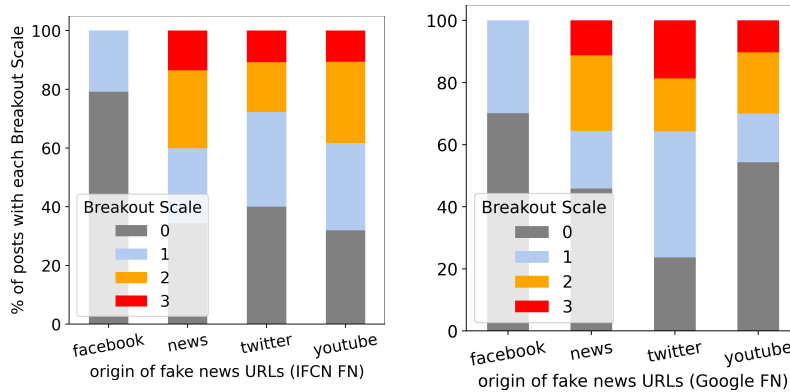 % of posts with each Breakout Scale
100
80
60
40
20
0
Breakout Scale
0
1
2
3
facebook
news
twitter
youtube
origin of fake news URLs (IFCN FN)
100
80
60
40
20
0
Breakout Scale
0
1
2
3
facebook
news
twitter
youtube
origin of fake news URLs (Google FN)